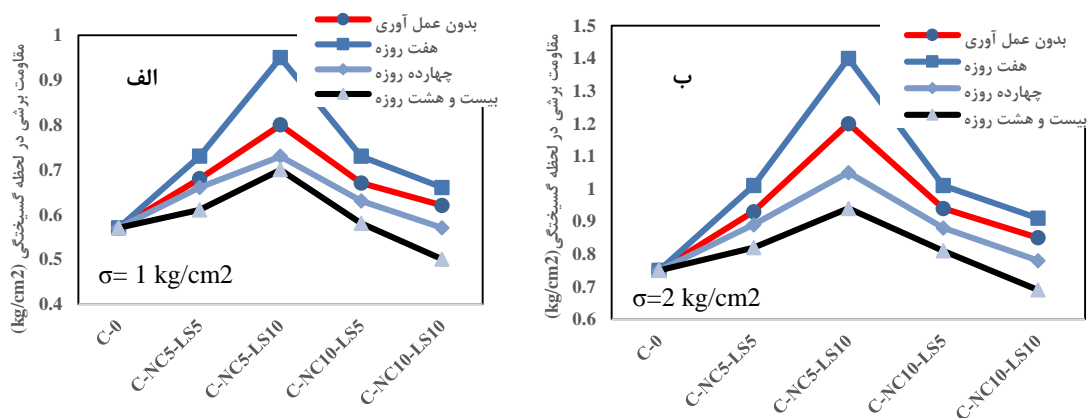 مقاومت برشی در لحظه گسیختگی (kg/cm2)
1
0.9
0.8
0.7
0.6
0.5
0.4
الف
بدون عمل آوری
هفت روزه
چهارده روزه
بیست و هشت روزه
σ= 1 kg/cm2
C-0
C-NC5-LS5
C-NC5-LS10
C-NC10-LS5
C-NC10-LS10
مقاومت برشی در لحظه گسیختگی(kg/cm2)
1.5
1.4
1.3
1.2
1.1
1
0.9
0.8
0.7
0.6
ب
بدون عمل آوری
هفت روزه
چهارده روزه
بیست و هشت روزه
σ=2 kg/cm2
C-0
C-NC5-LS5
C-NC5-LS10
C-NC10-LS5
C-NC10-LS10